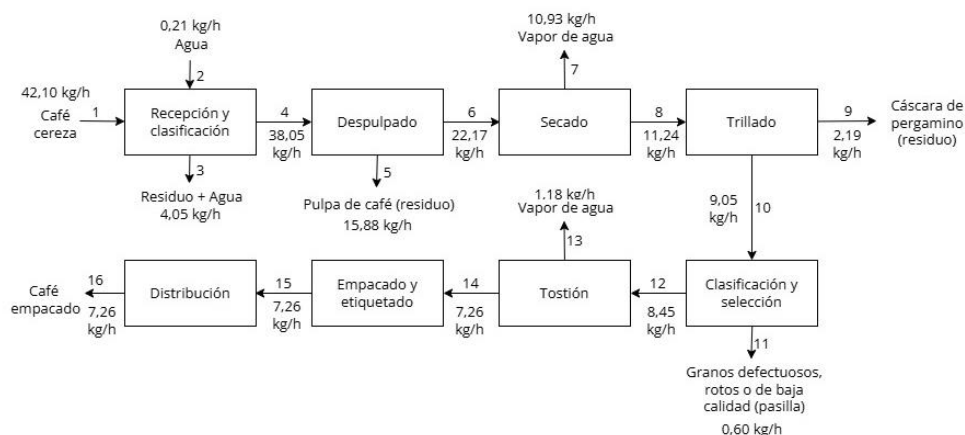 0,21 kg/h
Agua
2
42,10 kg/h
1
Café
cereza
Recepción y
clasificación
3
Residuo + Agua
4,05 kg/h
4
38,05
kg/h
Despulpado
5
Pulpa de café (residuo)
15,88 kg/h
6
22,17
kg/h
10,93 kg/h
Vapor de agua
7
Secado
8
11,24
kg/h
Trillado
9
2,19
kg/h
Cáscara de
pergamino
(residuo)
9,05
kg/h
10
Clasificación y
selección
11
Granos defectuosos,
rotos o de baja
calidad (pasilla)
0,60 kg/h
12
8,45
kg/h
1,18 kg/h
Vapor de agua
13
Tostión
14
7,26
kg/h
Empacado y
etiquetado
15
7,26
kg/h
Distribución
16
7,26
kg/h
Café
empacado